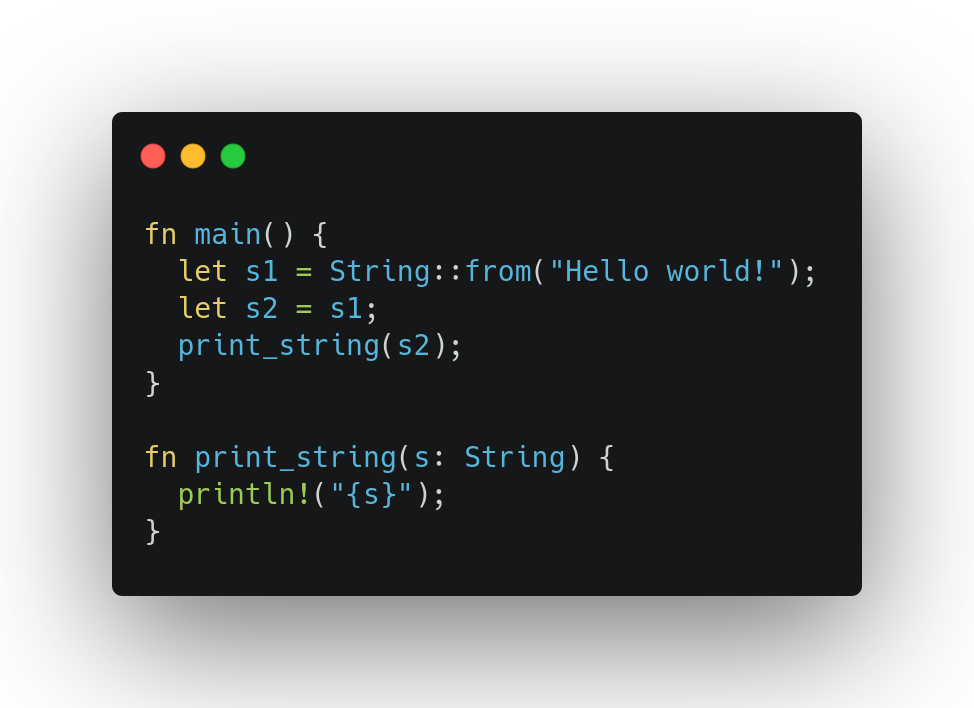 fn main() {
  let s1 = String::from("Hello world!");
  let s2 = s1;
  print_string(s2);
}

fn print_string(s: String) {
  println!("{s}");
}